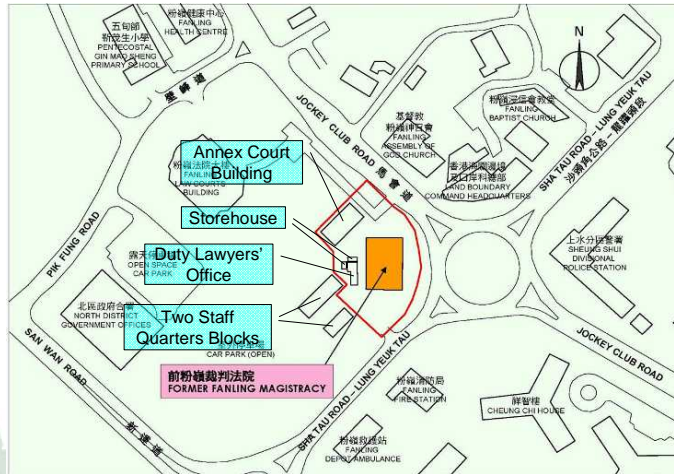 五旬節
靳茂生小學
PENTECOSTAL
GIN MAO SHENG
PRIMARY SCHOOL
粉嶺健康中心
FANLING
HEALTH CENTRE
N
璧峰道
JOCKEY CLUB ROAD 馬會道
基督教
粉嶺神召會
FANLING
ASSEMBLY OF
GOD CHURCH
粉嶺浸信會教堂
FANLING
BAPTIST CHURCH
SHA TAU ROAD – LUNG YEUK TAU
沙頭角公路 – 龍躍頭段
粉嶺法院大樓
FANLING
LAW COURTS
BUILDING
Annex Court
Building
LAND BOUNDARY
COMMAND HEADQUARTERS
Storehouse
PIK FUNG ROAD
OPEN SPACE
CAR PARK
Duty Lawyers'
Office
上水分區警署
SHEUNG SHUI
DIVISIONAL
POLICE STATION
北區政府合署
NORTH DISTRICT
GOVERNMENT OFFICES
Two Staff
Quarters Blocks
CAR PARK (OPEN)
SAN WAN ROAD
新運道
前粉嶺裁判法院
FORMER FANLING MAGISTRACY
SHA TAU ROAD – LUNG YEUK TAU
JOCKEY CLUB ROAD
粉嶺消防局
FANLING
FIRE STATION
祥智樓
CHEUNG CHI HOUSE
粉嶺救護站
FANLING
DEPOT AMBULANCE